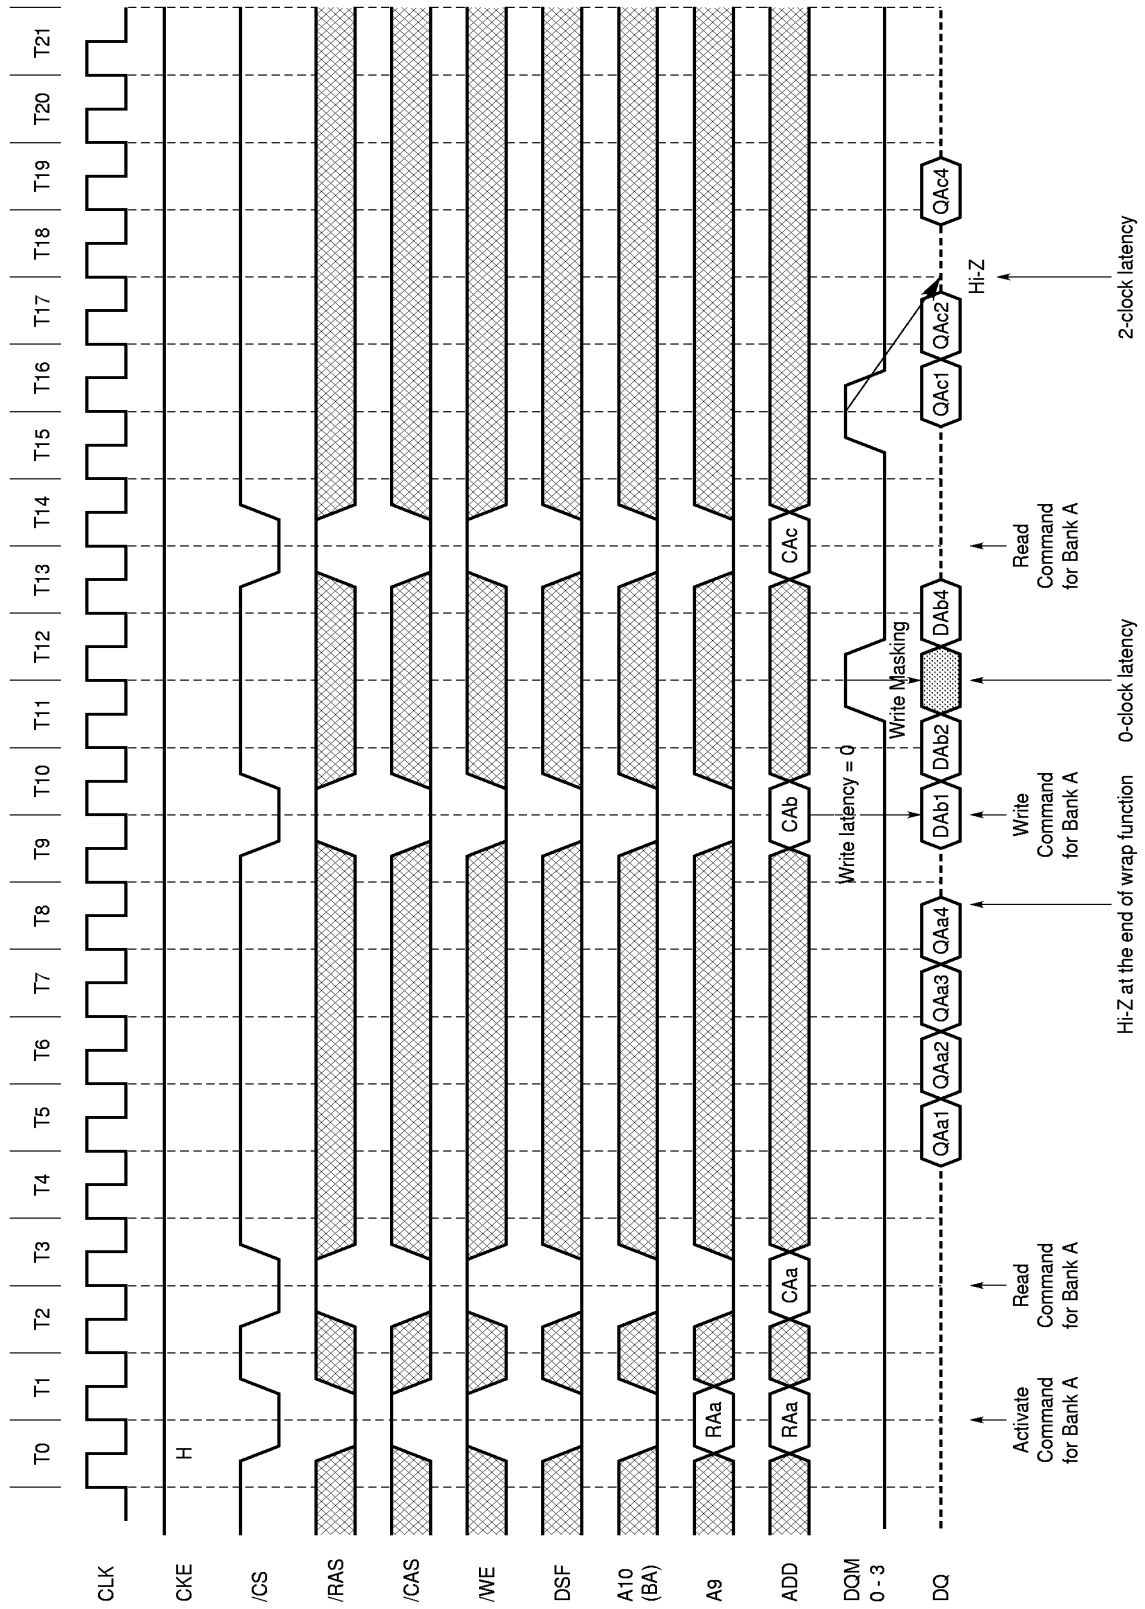 T0 T1 T2 T3 T4 T5 T6 T7 T8 T9 T10 T11 T12 T13 T14 T15 T16 T17 T18 T19 T20 T21
CLK
CKE
H
/CS
/RAS
/CAS
/WE
DSF
A10
(BA)
A9
RAa
ADD
RAa CAa CAb CAc
DQM
0 - 3
Write latency = 0
Write Masking
DQ
QAa1 QAa2 QAa3 QAa4 DAb1 DAb2 DAb4 QAc1 QAc2 QAc4
Hi-Z
Activate
Command
for Bank A
Read
Command
for Bank A
Write
Command
for Bank A
Read
Command
for Bank A
Hi-Z at the end of wrap function
0-clock latency
2-clock latency